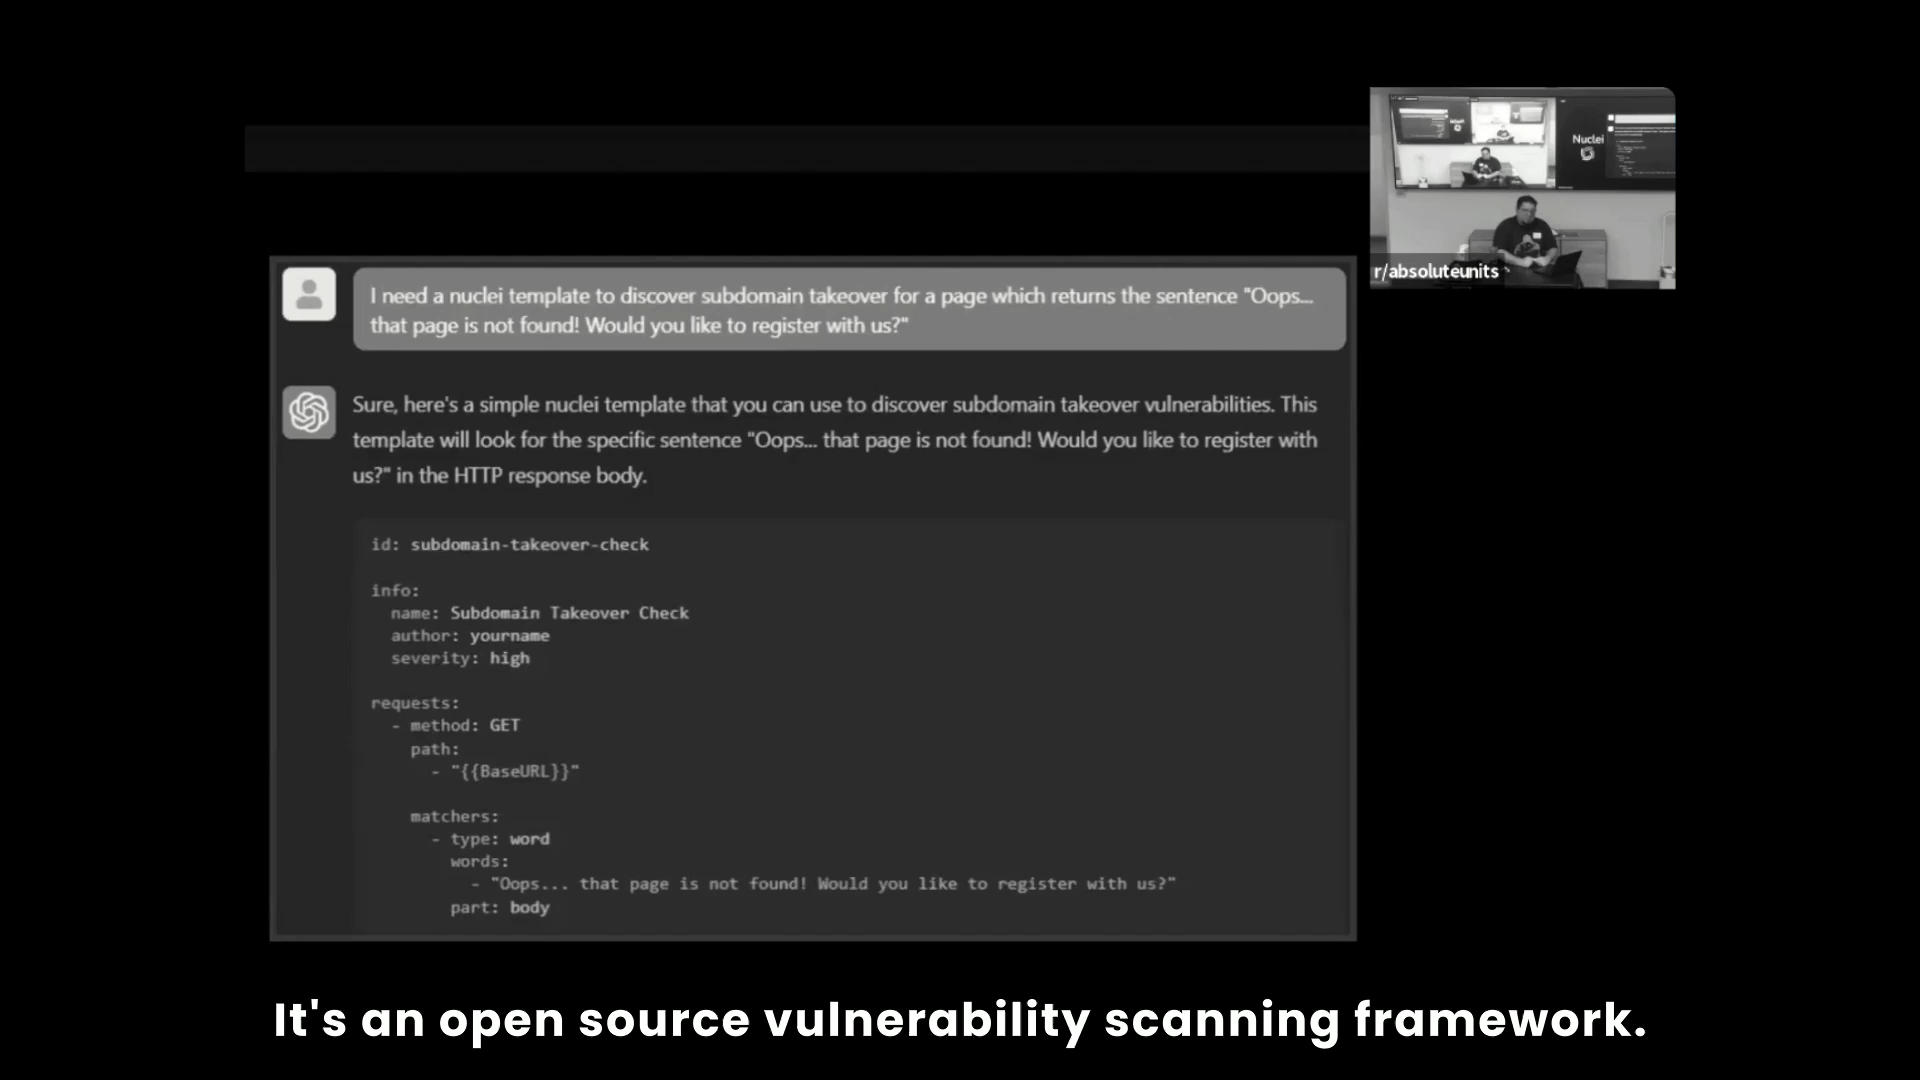 Nuclei
r/absoluteunits
I need a nuclei template to discover subdomain takeover for a page which returns the sentence "Oops...
that page is not found! Would you like to register with us?"
Sure, here's a simple nuclei template that you can use to discover subdomain takeover vulnerabilities. This
template will look for the specific sentence "Oops... that page is not found! Would you like to register with
us?" in the HTTP response body.
id: subdomain-takeover-check
info:
name: Subdomain Takeover Check
author: yourname
severity: high
requests:
- method: GET
path:
- "{{BaseURL}}"
matchers:
- type: word
words:
- "Oops... that page is not found! Would you like to register with us?"
part: body
It's an open source vulnerability scanning framework.